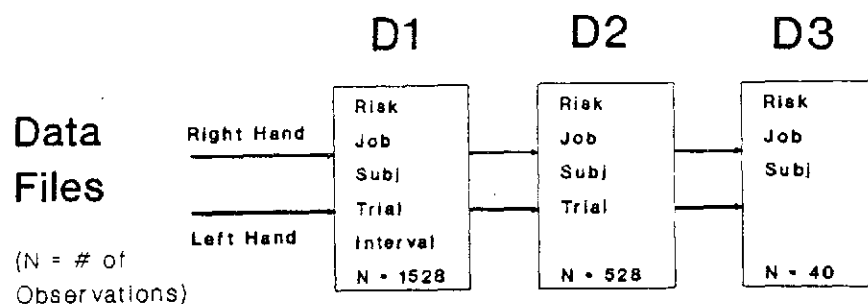 D1 D2 D3
Data
Files
(N = # of
Observations)
Right Hand
Left Hand
Risk
Job
Subj
Trial
Interval
N = 1528
Risk
Job
Subj
Trial
N = 528
Risk
Job
Subj
N = 40